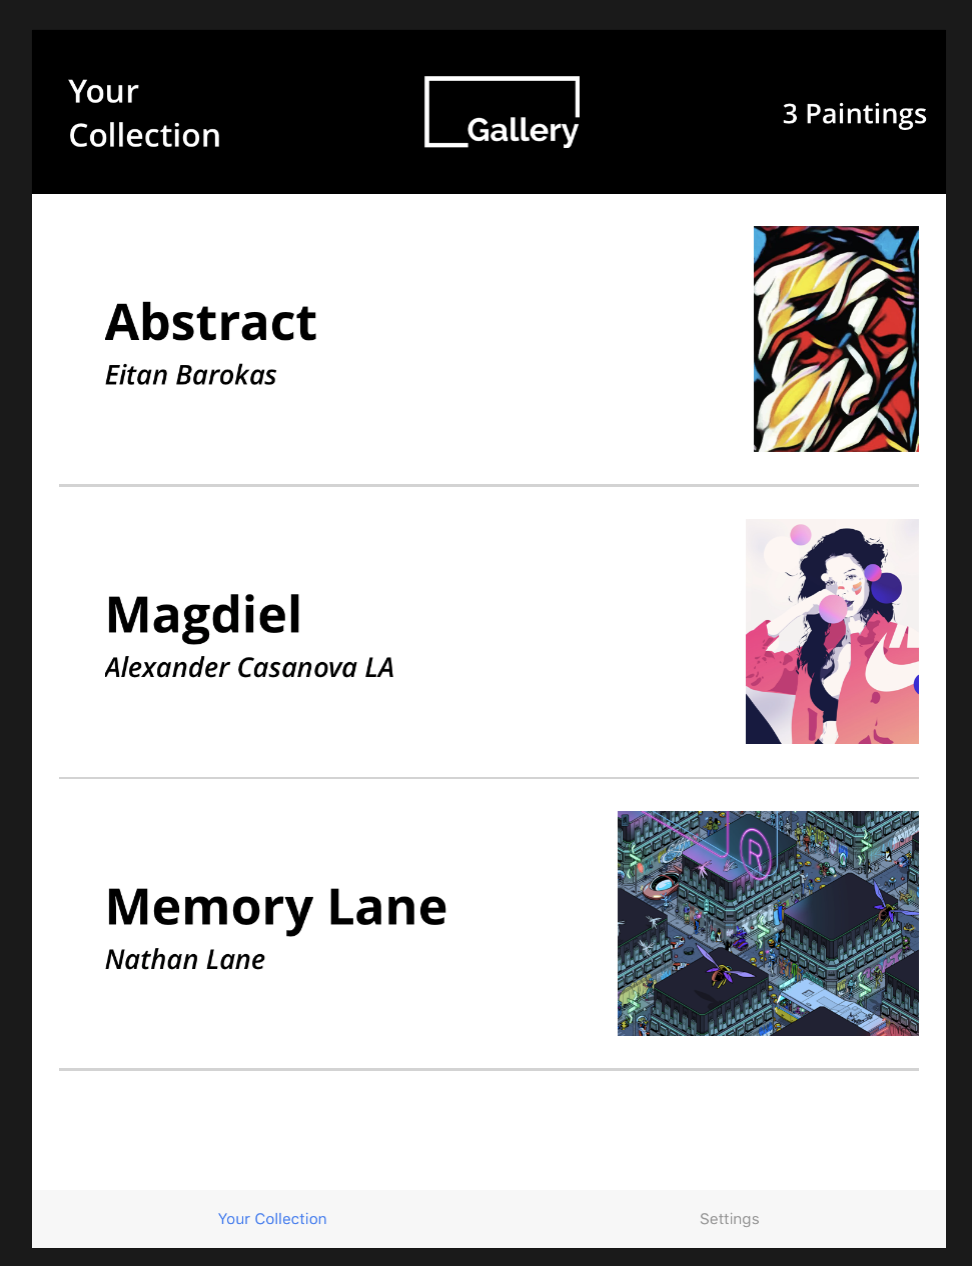 Your
Collection
Gallery
3 Paintings
Abstract
Eitan Barokas
Magdiel
Alexander Casanova LA
Memory Lane
Nathan Lane
®
Your Collection
Settings